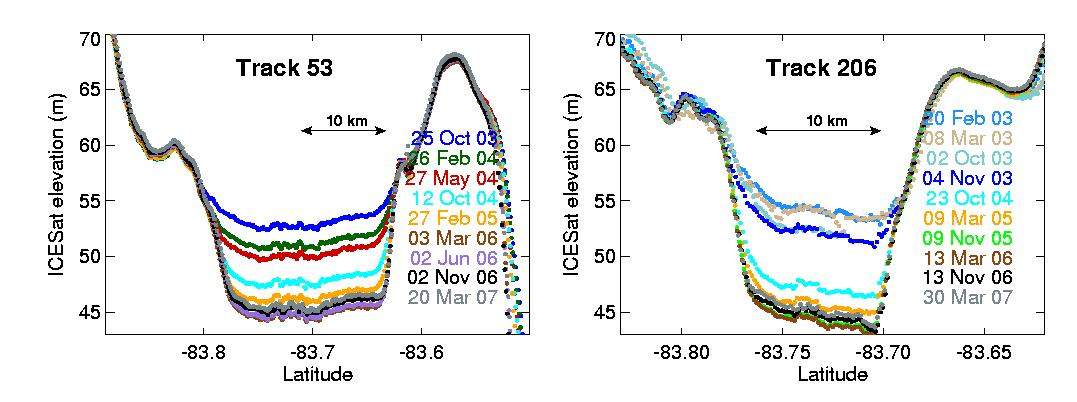 70
65
60
55
50
45
ICESat elevation (m)
Track 53
10 km
25 Oct 03
26 Feb 04
27 May 04
12 Oct 04
27 Feb 05
03 Mar 06
02 Jun 06
02 Nov 06
20 Mar 07
-83.8
-83.7
-83.6
Latitude
70
65
60
55
50
45
ICESat elevation (m)
Track 206
10 km
20 Feb 03
08 Mar 03
02 Oct 03
04 Nov 03
23 Oct 04
09 Mar 05
09 Nov 05
13 Mar 06
13 Nov 06
30 Mar 07
-83.80
-83.75
-83.70
-83.65
Latitude